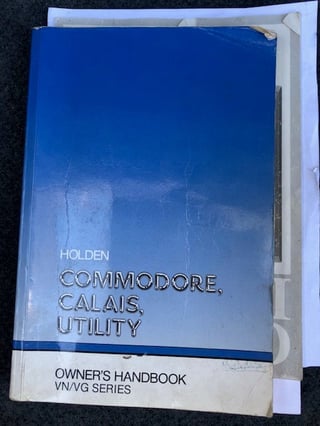 HOLDEN
COMMODORE,
CALAIS,
UTILITY
OWNER'S HANDBOOK
VN/VG SERIES